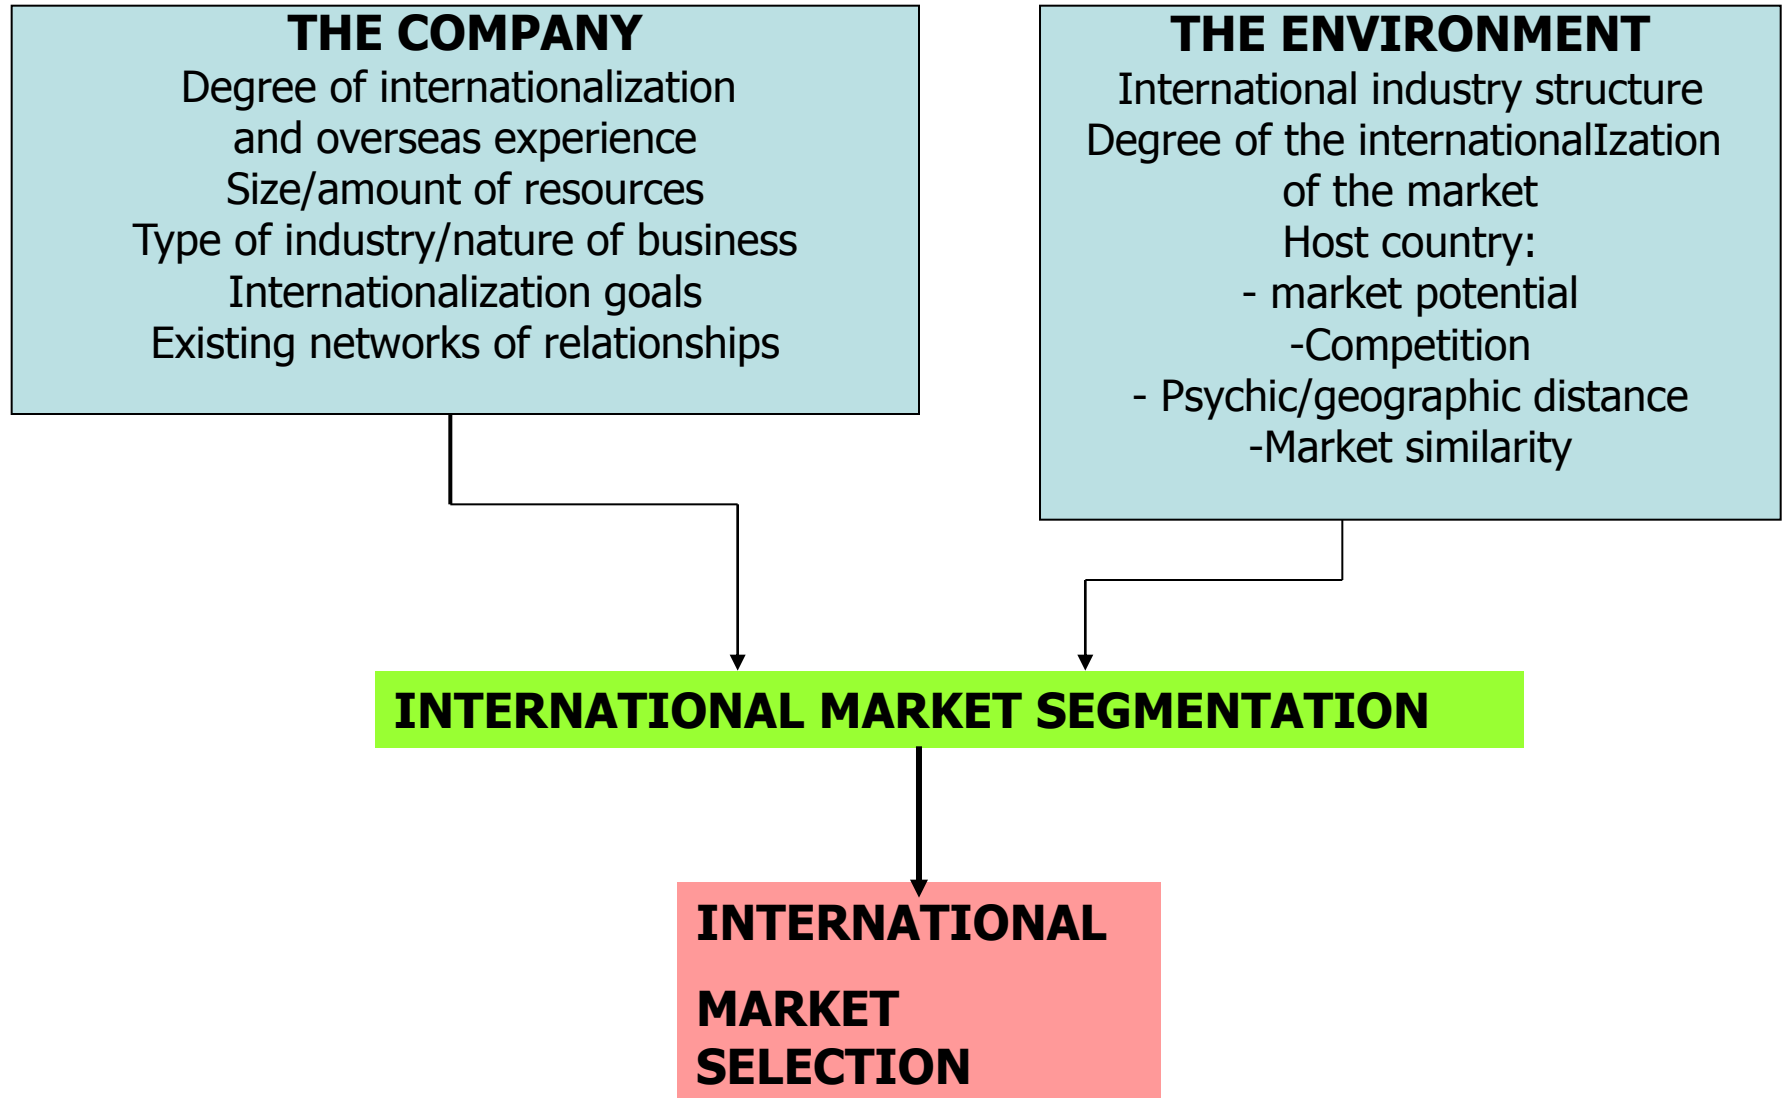 THE COMPANY
Degree of internationalization
and overseas experience
Size/amount of resources
Type of industry/nature of business
Internationalization goals
Existing networks of relationships
THE ENVIRONMENT
International industry structure
Degree of the internationalIzation
of the market
Host country:
- market potential
-Competition
- Psychic/geographic distance
-Market similarity
INTERNATIONAL MARKET SEGMENTATION
INTERNATIONAL
MARKET
SELECTION